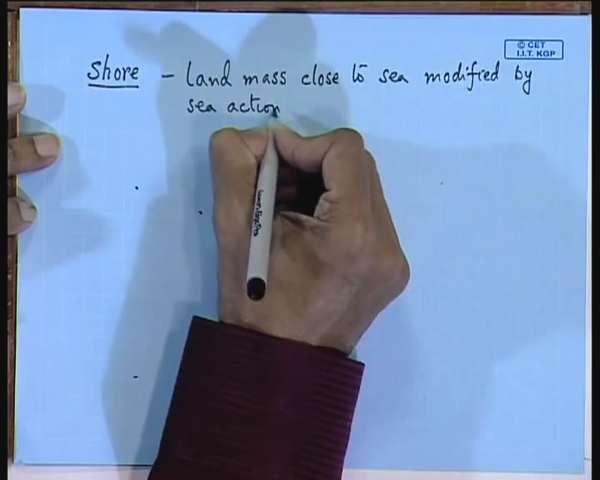 © CET
I.I.T. KGP
Shore - land mass close to sea modified by
sea action